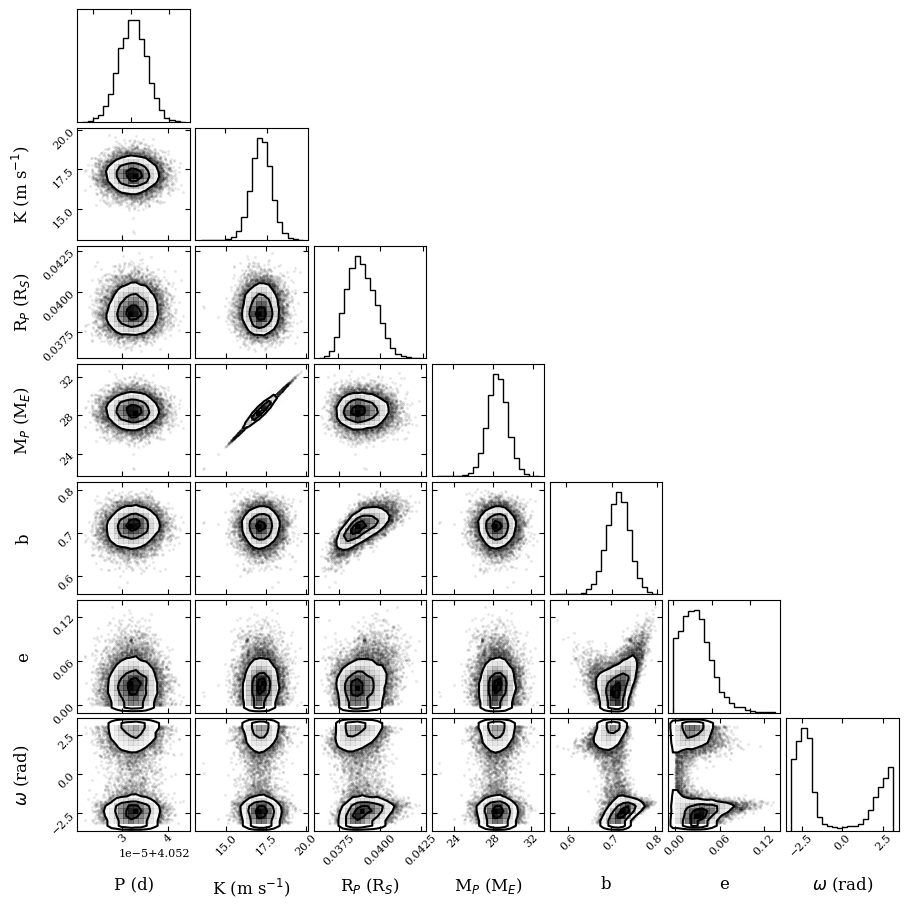 20.0
17.5
15.0
K (m s⁻¹)
0.0425
0.0400
0.0375
R_P (R_S)
32
28
24
M_P (M_E)
0.8
0.7
0.6
b
0.12
0.06
0.00
e
2.5
0.0
−2.5
ω (rad)
3 4
1e-5+4.052
15.0 17.5 20.0
0.0375 0.0400 0.0425
24 28 32
0.6 0.7 0.8
0.00 0.06 0.12
−2.5 0.0 2.5
P (d) K (m s⁻¹) R_P (R_S) M_P (M_E) b e ω (rad)